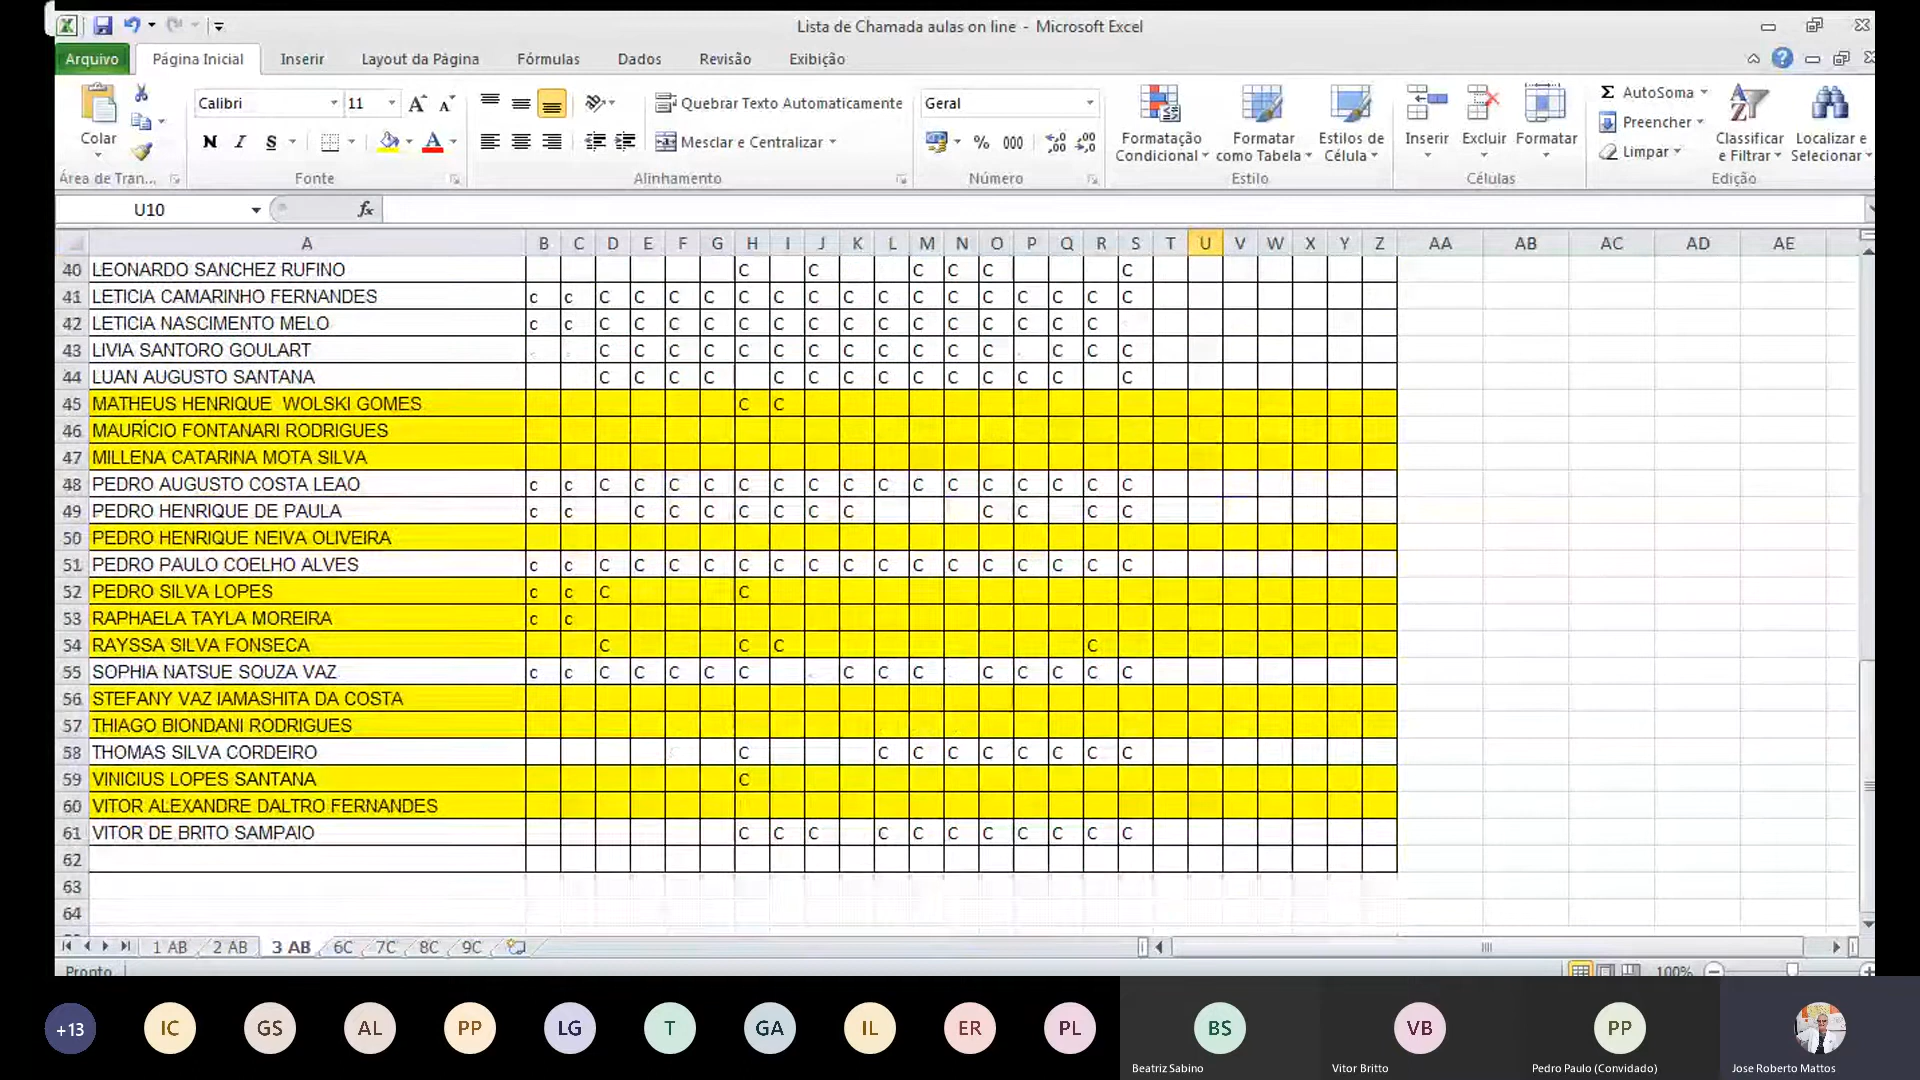 Lista de Chamada aulas on line - Microsoft Excel
Arquivo Página Inicial Inserir Layout da Página Fórmulas Dados Revisão Exibição
Colar
Calibri 11
N I S
Quebrar Texto Automaticamente
Mesclar e Centralizar
Geral
% 000
Formatação Condicional
Formatar como Tabela
Estilos de Célula
Inserir Excluir Formatar
Σ AutoSoma
Preencher
Limpar
Classificar e Filtrar
Localizar e Selecionar
Área de Tran... Fonte Alinhamento Número Estilo Células Edição
U10 fx
A B C D E F G H I J K L M N O P Q R S T U V W X Y Z AA AB AC AD AE
40 LEONARDO SANCHEZ RUFINO C C C C C C
41 LETICIA CAMARINHO FERNANDES c c C C C C C C C C C C C C C C C C
42 LETICIA NASCIMENTO MELO c c C C C C C C C C C C C C C C C
43 LIVIA SANTORO GOULART C C C C C C C C C C C C C C C
44 LUAN AUGUSTO SANTANA C C C C C C C C C C C C C C
45 MATHEUS HENRIQUE WOLSKI GOMES C C
46 MAURÍCIO FONTANARI RODRIGUES
47 MILLENA CATARINA MOTA SILVA
48 PEDRO AUGUSTO COSTA LEAO c c C C C C C C C C C C C C C C C C
49 PEDRO HENRIQUE DE PAULA c c C C C C C C C C C C C
50 PEDRO HENRIQUE NEIVA OLIVEIRA
51 PEDRO PAULO COELHO ALVES c c C C C C C C C C C C C C C C C C
52 PEDRO SILVA LOPES c c C C
53 RAPHAELA TAYLA MOREIRA c c
54 RAYSSA SILVA FONSECA C C C C
55 SOPHIA NATSUE SOUZA VAZ c c C C C C C C C C C C C C C
56 STEFANY VAZ IAMASHITA DA COSTA
57 THIAGO BIONDANI RODRIGUES
58 THOMAS SILVA CORDEIRO C C C C C C C C C
59 VINICIUS LOPES SANTANA C
60 VITOR ALEXANDRE DALTRO FERNANDES
61 VITOR DE BRITO SAMPAIO C C C C C C C C C C C
62
63
64
1 AB 2 AB 3 AB 6C 7C 8C 9C
Pronto 100%
+13 IC GS AL PP LG T GA IL ER PL BS VB PP
Beatriz Sabino Vitor Britto Pedro Paulo (Convidado) Jose Roberto Mattos